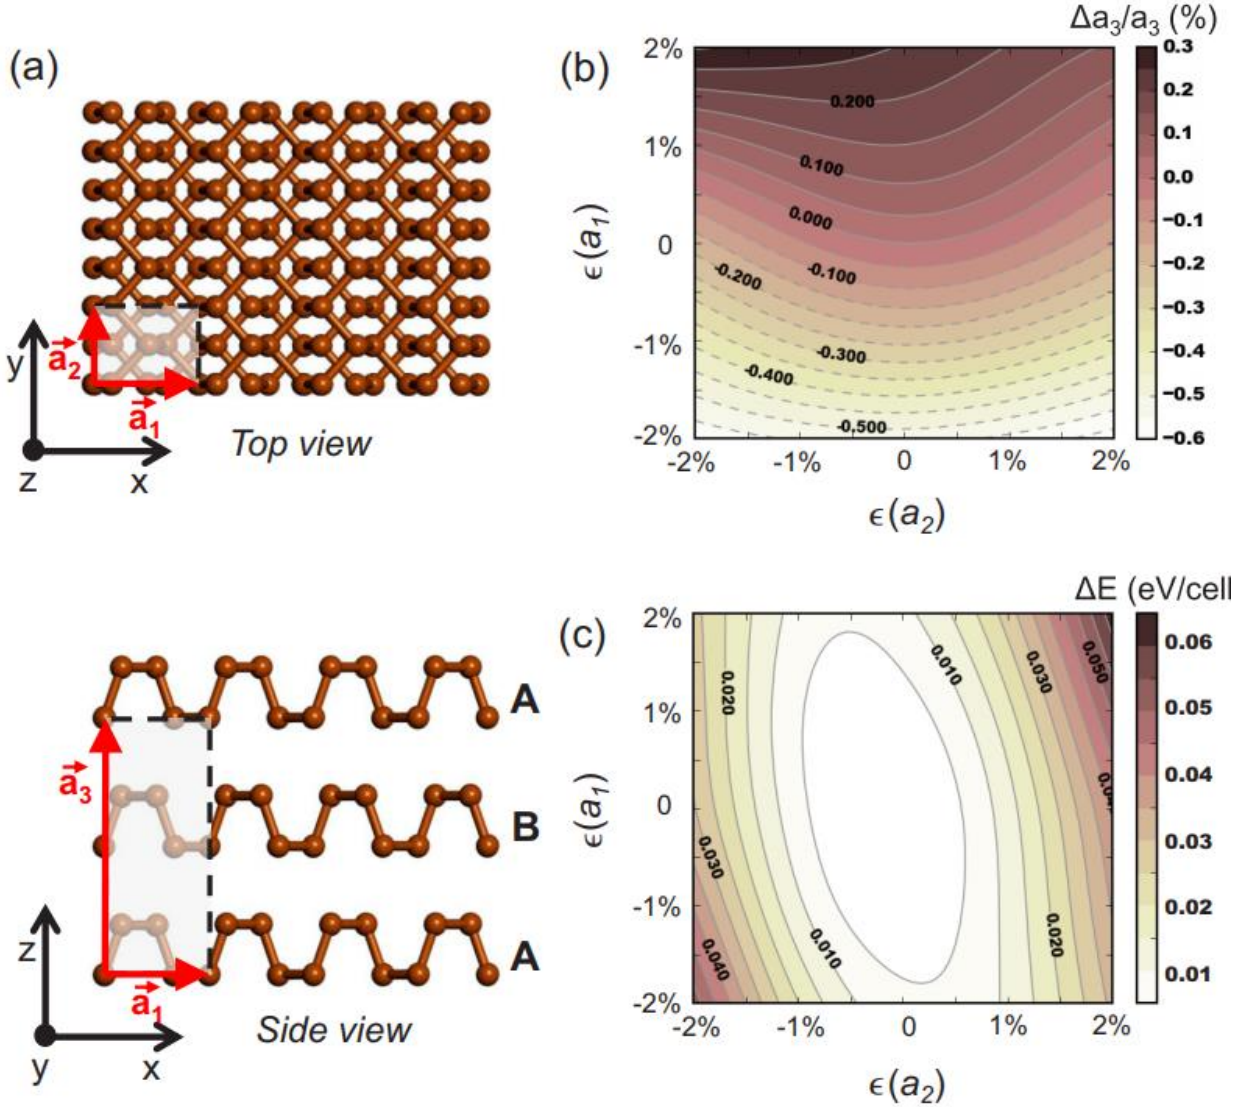 (a)
y
a₂
a₁
z
x
Top view
(b)
Δa₃/a₃ (%)
2%
1%
0
-1%
-2%
ϵ(a₁)
0.200
0.100
0.000
-0.100
-0.200
-0.300
-0.400
-0.500
0.3
0.2
0.1
0.0
-0.1
-0.2
-0.3
-0.4
-0.5
-0.6
-2%
-1%
0
1%
2%
ϵ(a₂)
A
B
A
a₃
a₁
z
y
x
Side view
(c)
ΔE (eV/cell
2%
1%
0
-1%
-2%
ϵ(a₁)
0.020
0.010
0.030
0.050
0.04
0.030
0.040
0.010
0.020
0.06
0.05
0.04
0.03
0.02
0.01
-2%
-1%
0
1%
2%
ϵ(a₂)